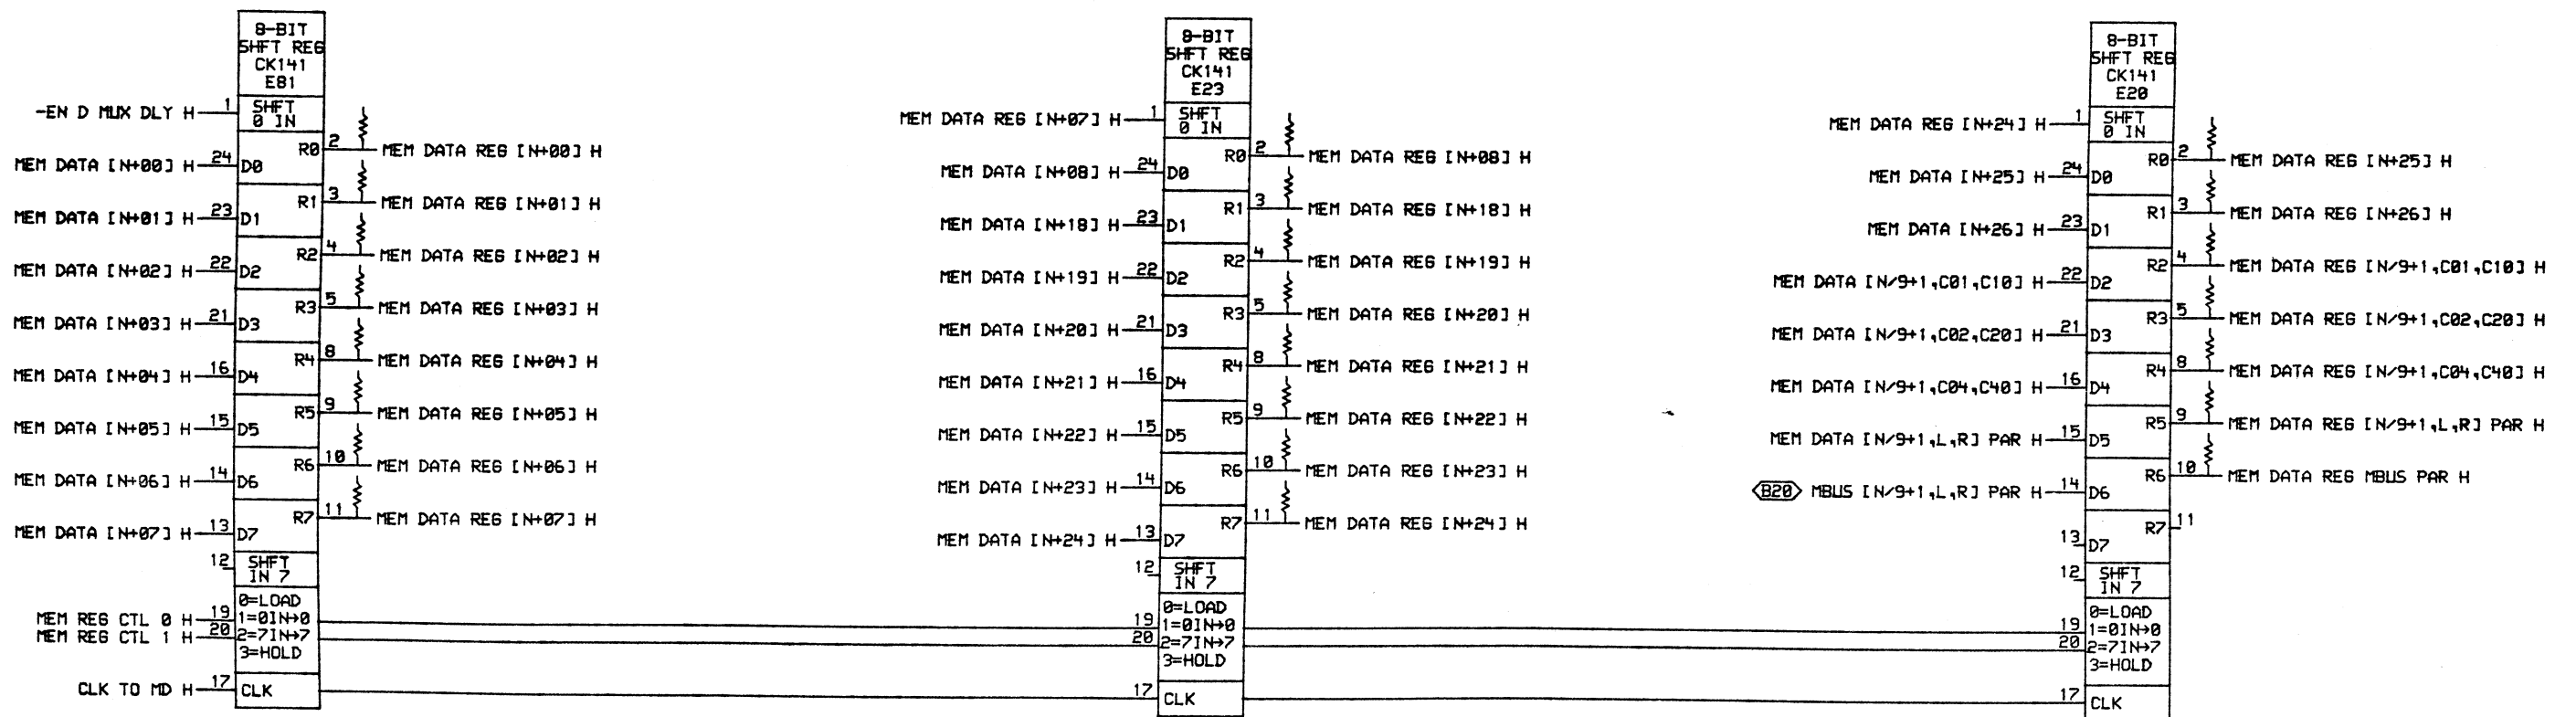 8-BIT
SHFT REG
CK141
E81
-EN D MUX DLY H 1 SHFT
0 IN
R0 2 MEM DATA REG [N+00] H
MEM DATA [N+00] H 24 D0
R1 3 MEM DATA REG [N+01] H
MEM DATA [N+01] H 23 D1
R2 4 MEM DATA REG [N+02] H
MEM DATA [N+02] H 22 D2
R3 5 MEM DATA REG [N+03] H
MEM DATA [N+03] H 21 D3
R4 8 MEM DATA REG [N+04] H
MEM DATA [N+04] H 16 D4
R5 9 MEM DATA REG [N+05] H
MEM DATA [N+05] H 15 D5
R6 10 MEM DATA REG [N+06] H
MEM DATA [N+06] H 14 D6
R7 11 MEM DATA REG [N+07] H
MEM DATA [N+07] H 13 D7
12 SHFT
IN 7
0=LOAD
MEM REG CTL 0 H 19 1=0IN→0
MEM REG CTL 1 H 20 2=7IN→7
3=HOLD
CLK TO MD H 17 CLK
8-BIT
SHFT REG
CK141
E23
MEM DATA REG [N+07] H 1 SHFT
0 IN
R0 2 MEM DATA REG [N+08] H
MEM DATA [N+08] H 24 D0
R1 3 MEM DATA REG [N+18] H
MEM DATA [N+18] H 23 D1
R2 4 MEM DATA REG [N+19] H
MEM DATA [N+19] H 22 D2
R3 5 MEM DATA REG [N+20] H
MEM DATA [N+20] H 21 D3
R4 8 MEM DATA REG [N+21] H
MEM DATA [N+21] H 16 D4
R5 9 MEM DATA REG [N+22] H
MEM DATA [N+22] H 15 D5
R6 10 MEM DATA REG [N+23] H
MEM DATA [N+23] H 14 D6
R7 11 MEM DATA REG [N+24] H
MEM DATA [N+24] H 13 D7
12 SHFT
IN 7
0=LOAD
19 1=0IN→0
20 2=7IN→7
3=HOLD
17 CLK
8-BIT
SHFT REG
CK141
E20
MEM DATA REG [N+24] H 1 SHFT
0 IN
R0 2 MEM DATA REG [N+25] H
MEM DATA [N+25] H 24 D0
R1 3 MEM DATA REG [N+26] H
MEM DATA [N+26] H 23 D1
R2 4 MEM DATA REG [N/9+1,C01,C10] H
MEM DATA [N/9+1,C01,C10] H 22 D2
R3 5 MEM DATA REG [N/9+1,C02,C20] H
MEM DATA [N/9+1,C02,C20] H 21 D3
R4 8 MEM DATA REG [N/9+1,C04,C40] H
MEM DATA [N/9+1,C04,C40] H 16 D4
R5 9 MEM DATA REG [N/9+1,L,R] PAR H
MEM DATA [N/9+1,L,R] PAR H 15 D5
R6 10 MEM DATA REG MBUS PAR H
B20 MBUS [N/9+1,L,R] PAR H 14 D6
R7 11
13 D7
12 SHFT
IN 7
0=LOAD
19 1=0IN→0
20 2=7IN→7
3=HOLD
17 CLK